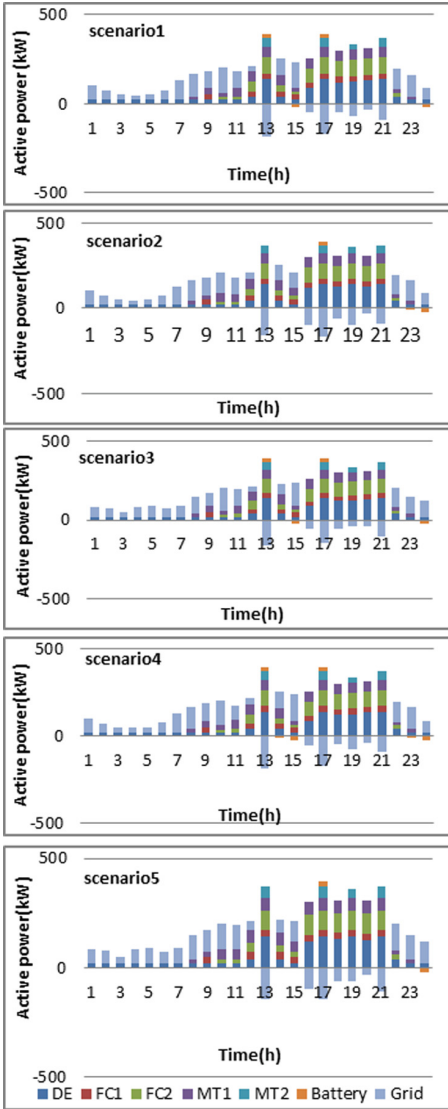 scenario1
Active power (kW)
500
0
-500
1 3 5 7 9 11 13 15 17 19 21 23
Time(h)
scenario2
Active power(kW)
500
0
-500
1 3 5 7 9 11 13 15 17 19 21 23
Time(h)
scenario3
Active power(kW)
500
0
-500
1 3 5 7 9 11 13 15 17 19 21 23
Time(h)
scenario4
Active power(kW)
500
0
-500
1 3 5 7 9 11 13 15 17 19 21 23
Time(h)
scenario5
Active power(kW)
500
0
-500
1 3 5 7 9 11 13 15 17 19 21 23
Time(h)
DE FC1 FC2 MT1 MT2 Battery Grid